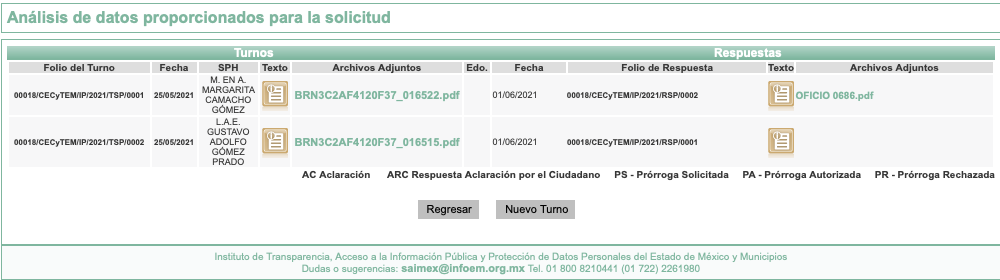 Análisis de datos proporcionados para la solicitud
Turnos Respuestas
Folio del Turno Fecha SPH Texto Archivos Adjuntos Edo. Fecha Folio de Respuesta Texto Archivos Adjuntos
M. EN A.
MARGARITA
CAMACHO
GÓMEZ
00018/CECyTEM/IP/2021/TSP/0001 25/05/2021 BRN3C2AF4120F37_016522.pdf 01/06/2021 00018/CECyTEM/IP/2021/RSP/0002 OFICIO 0686.pdf
L.A.E.
GUSTAVO
ADOLFO
GÓMEZ
PRADO
00018/CECyTEM/IP/2021/TSP/0002 25/05/2021 BRN3C2AF4120F37_016515.pdf 01/06/2021 00018/CECyTEM/IP/2021/RSP/0001
AC Aclaración ARC Respuesta Aclaración por el Ciudadano PS - Prórroga Solicitada PA - Prórroga Autorizada PR - Prórroga Rechazada
Regresar Nuevo Turno
Instituto de Transparencia, Acceso a la Información Pública y Protección de Datos Personales del Estado de México y Municipios
Dudas o sugerencias: saimex@infoem.org.mx Tel. 01 800 8210441 (01 722) 2261980